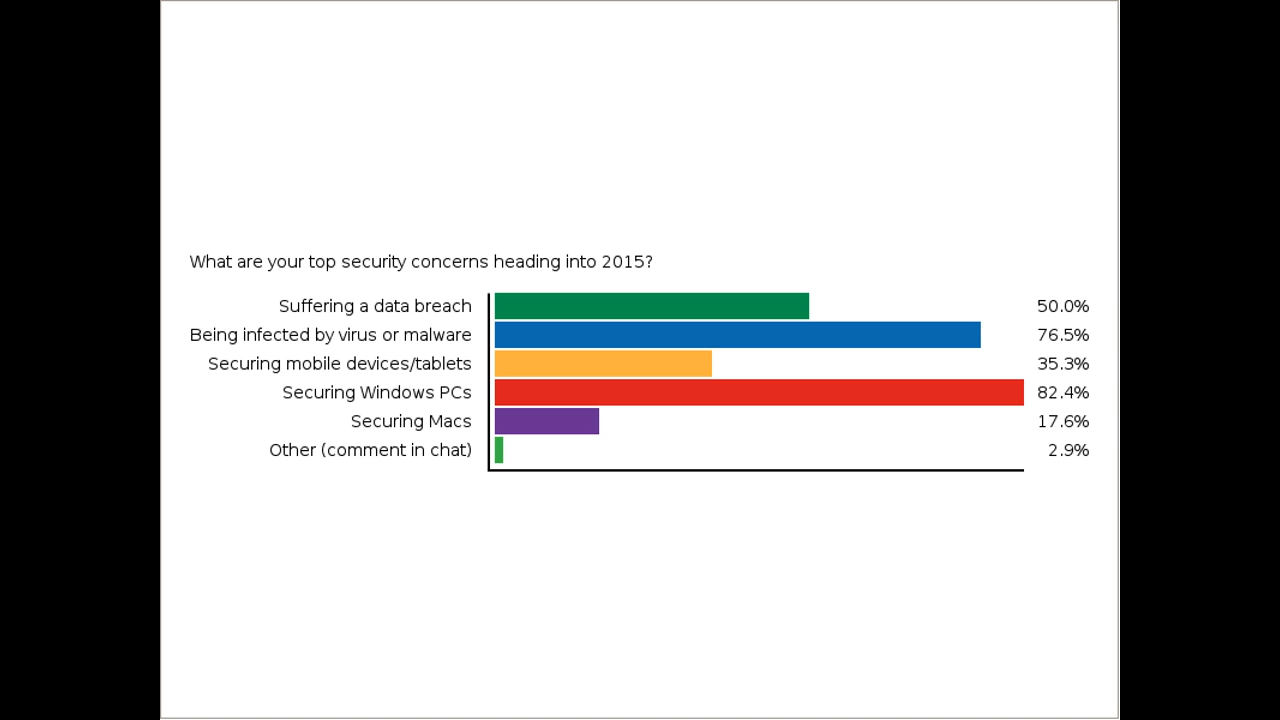 What are your top security concerns heading into 2015?
Suffering a data breach 50.0%
Being infected by virus or malware 76.5%
Securing mobile devices/tablets 35.3%
Securing Windows PCs 82.4%
Securing Macs 17.6%
Other (comment in chat) 2.9%